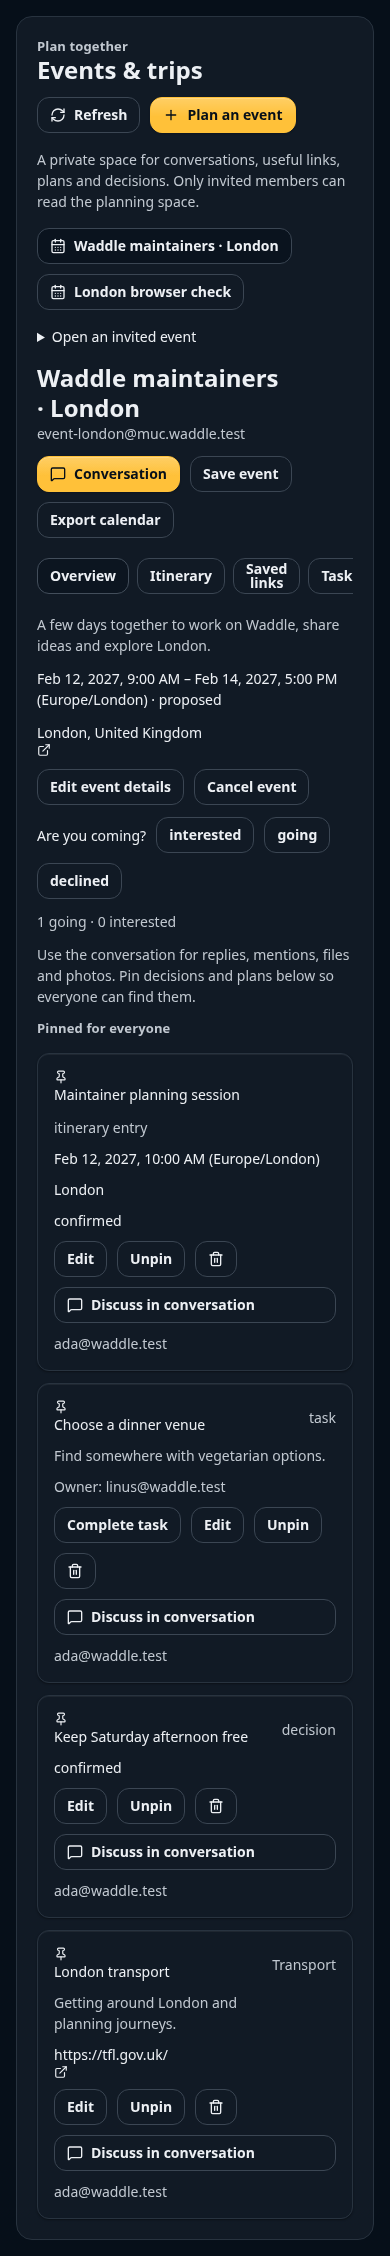 Plan together
Events & trips
Refresh
Plan an event
A private space for conversations, useful links,
plans and decisions. Only invited members can
read the planning space.
Waddle maintainers · London
London browser check
Open an invited event
Waddle maintainers
· London
event-london@muc.waddle.test
Conversation
Save event
Export calendar
Overview
Itinerary
Saved
links
Task
A few days together to work on Waddle, share
ideas and explore London.
Feb 12, 2027, 9:00 AM – Feb 14, 2027, 5:00 PM
(Europe/London) · proposed
London, United Kingdom
Edit event details
Cancel event
Are you coming?
interested
going
declined
1 going · 0 interested
Use the conversation for replies, mentions, files
and photos. Pin decisions and plans below so
everyone can find them.
Pinned for everyone
Maintainer planning session
itinerary entry
Feb 12, 2027, 10:00 AM (Europe/London)
London
confirmed
Edit
Unpin
Discuss in conversation
ada@waddle.test
Choose a dinner venue
task
Find somewhere with vegetarian options.
Owner: linus@waddle.test
Complete task
Edit
Unpin
Discuss in conversation
ada@waddle.test
Keep Saturday afternoon free
decision
confirmed
Edit
Unpin
Discuss in conversation
ada@waddle.test
London transport
Transport
Getting around London and
planning journeys.
https://tfl.gov.uk/
Edit
Unpin
Discuss in conversation
ada@waddle.test